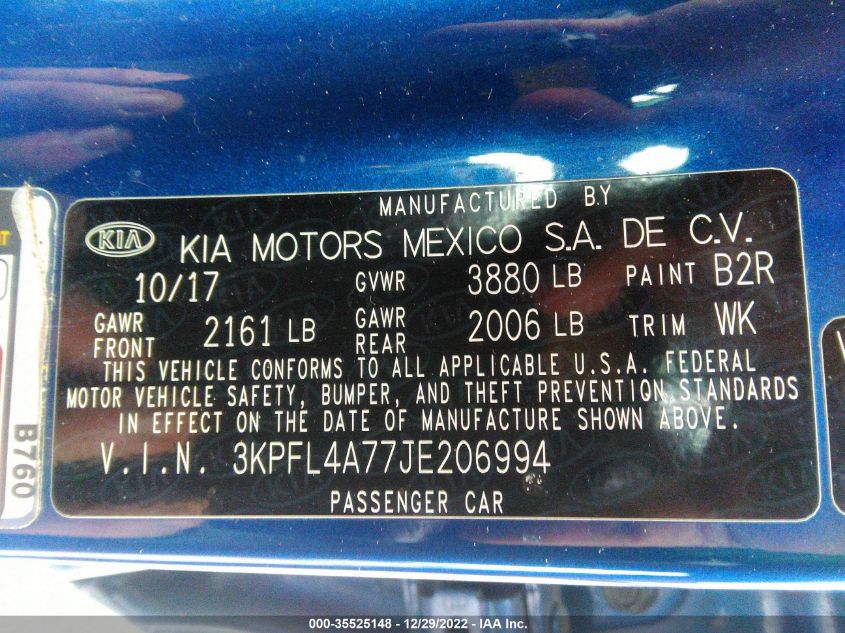 MANUFACTURED BY
KIA KIA MOTORS MEXICO S.A. DE C.V.
10/17 GVWR 3880 LB PAINT B2R
GAWR FRONT 2161 LB GAWR REAR 2006 LB TRIM WK
THIS VEHICLE CONFORMS TO ALL APPLICABLE U.S.A. FEDERAL
MOTOR VEHICLE SAFETY, BUMPER, AND THEFT PREVENTION STANDARDS
IN EFFECT ON THE DATE OF MANUFACTURE SHOWN ABOVE.
V.I.N. 3KPFL4A77JE206994
PASSENGER CAR
B760
000-35525148 - 12/29/2022 - IAA Inc.